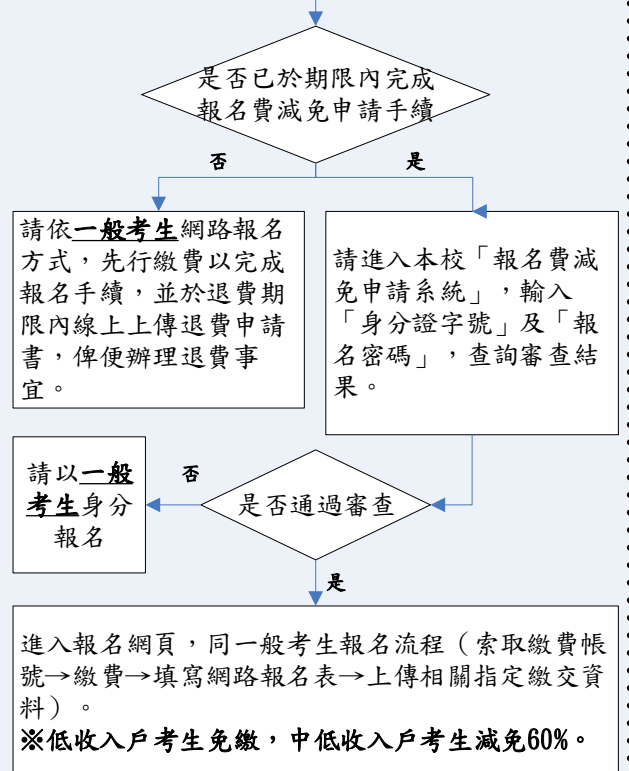 是否已於期限內完成
報名費減免申請手續
否
是
請依一般考生網路報名
方式，先行繳費以完成
報名手續，並於退費期
限內線上上傳退費申請
書，俾便辦理退費事
宜。
請進入本校「報名費減
免申請系統」，輸入
「身分證字號」及「報
名密碼」，查詢審查結
果。
請以一般
考生身分
報名
否
是否通過審查
是
進入報名網頁，同一般考生報名流程（索取繳費帳
號→繳費→填寫網路報名表→上傳相關指定繳交資
料）。
※低收入戶考生免繳，中低收入戶考生減免60%。